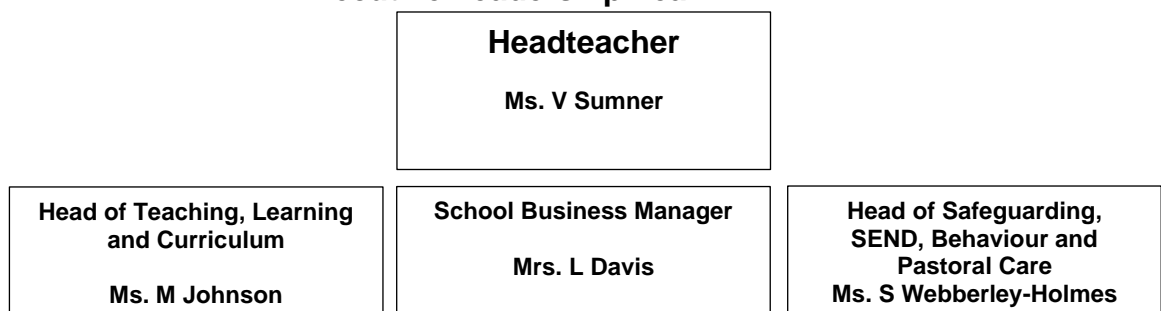 Headteacher
Ms. V Sumner
Head of Teaching, Learning
and Curriculum
Ms. M Johnson
School Business Manager
Mrs. L Davis
Head of Safeguarding,
SEND, Behaviour and
Pastoral Care
Ms. S Webberley-Holmes